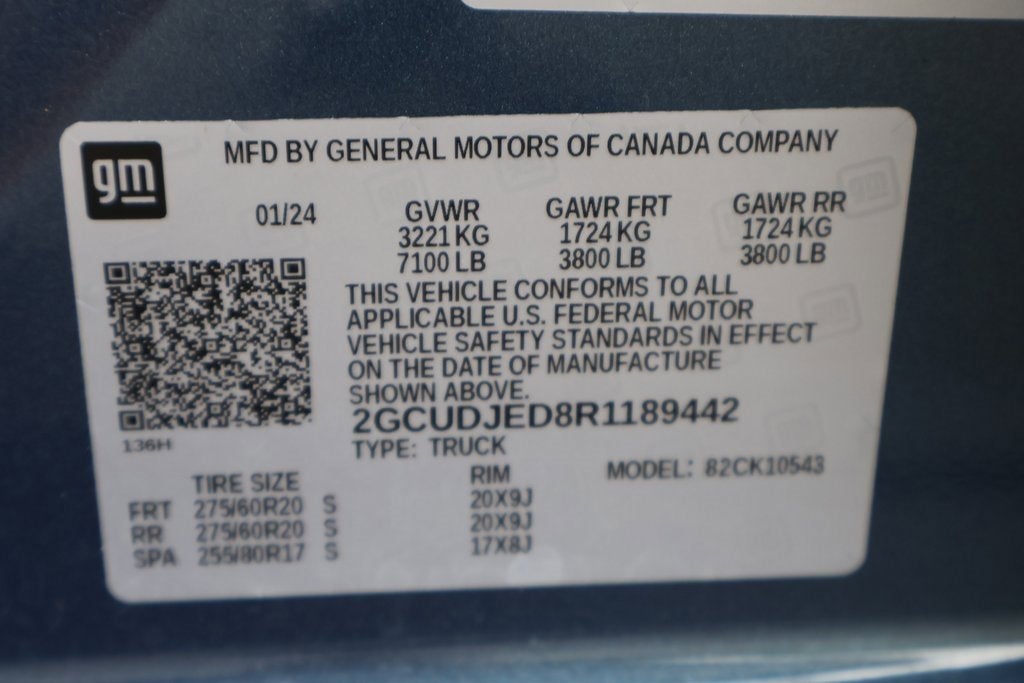 gm
MFD BY GENERAL MOTORS OF CANADA COMPANY
01/24 GVWR GAWR FRT GAWR RR
3221 KG 1724 KG 1724 KG
7100 LB 3800 LB 3800 LB
THIS VEHICLE CONFORMS TO ALL
APPLICABLE U.S. FEDERAL MOTOR
VEHICLE SAFETY STANDARDS IN EFFECT
ON THE DATE OF MANUFACTURE
SHOWN ABOVE.
2GCUDJED8R1189442
136H
TYPE: TRUCK
MODEL: 82CK10543
TIRE SIZE RIM
FRT 275/60R20 S 20X9J
RR 275/60R20 S 20X9J
SPA 255/80R17 S 17X8J